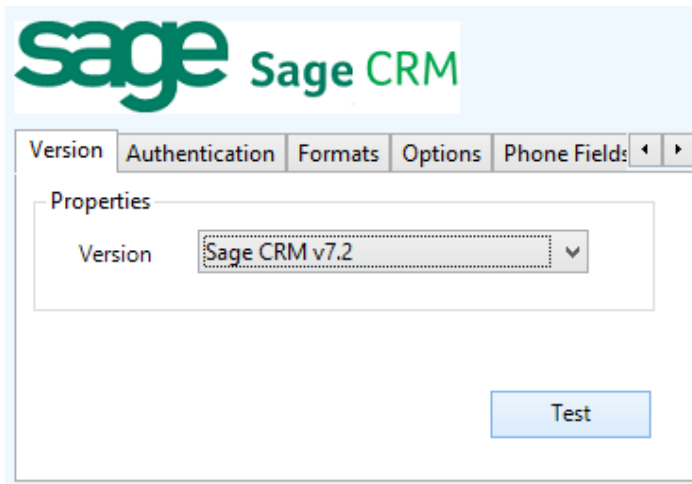 sage Sage CRM
Version Authentication Formats Options Phone Fields
Properties
Version Sage CRM v7.2
Test